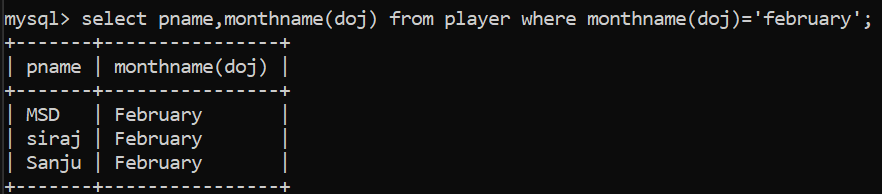 mysql> select pname,monthname(doj) from player where monthname(doj)='february';
+-------+----------------+
| pname | monthname(doj) |
+-------+----------------+
| MSD   | February       |
| siraj | February       |
| Sanju | February       |
+-------+----------------+